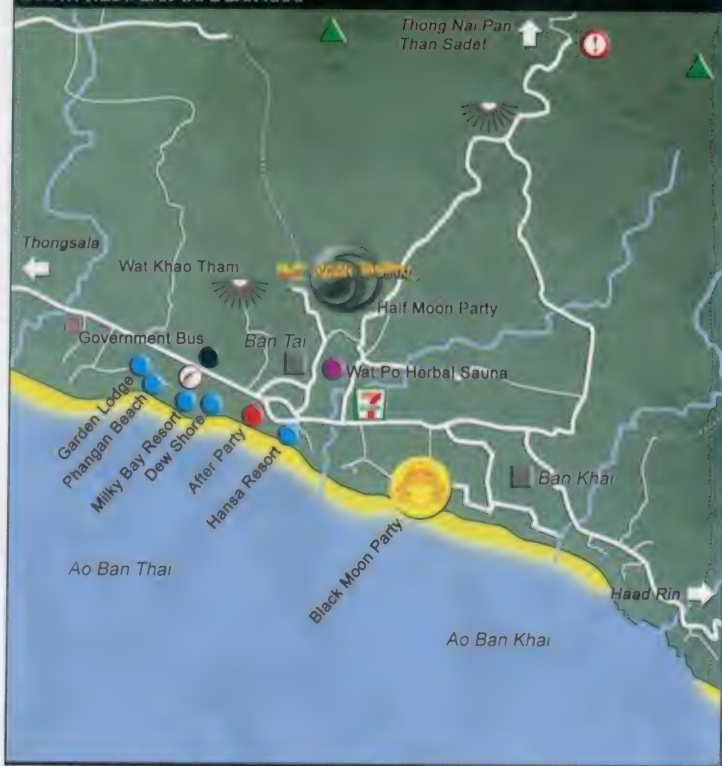 Thong Nai Pan
Than Sadet
Thongsala
Wat Khao Tham
Half Moon Party
Government Bus
Ban Tai
Wat Po Herbal Sauna
7
Garden Lodge
Phangan Beach
Milky Bay Resort
Dew Shore
After Party
Hansa Resort
Ban Khai
Black Moon Party
Ao Ban Thai
Haad Rin
Ao Ban Khai